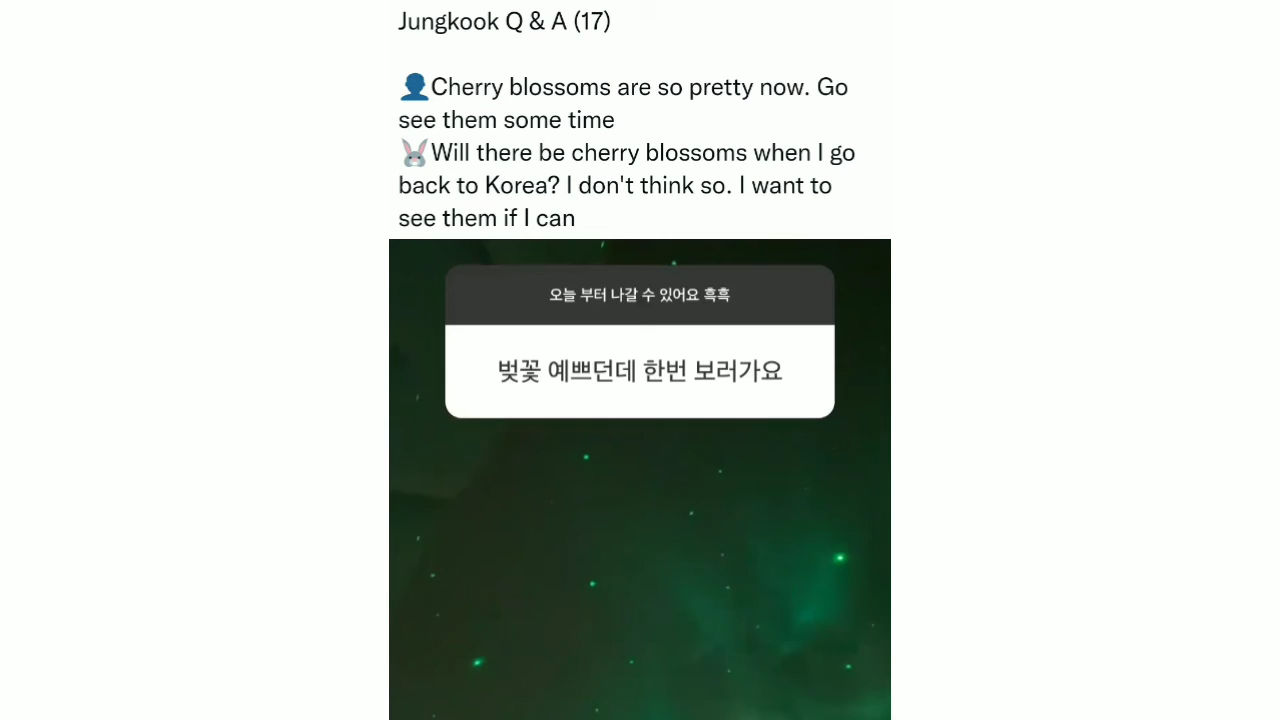 Jungkook Q & A (17)
👤Cherry blossoms are so pretty now. Go
see them some time
🐰Will there be cherry blossoms when I go
back to Korea? I don't think so. I want to
see them if I can
오늘 부터 나갈 수 있어요 흑흑
벚꽃 예쁘던데 한번 보러가요